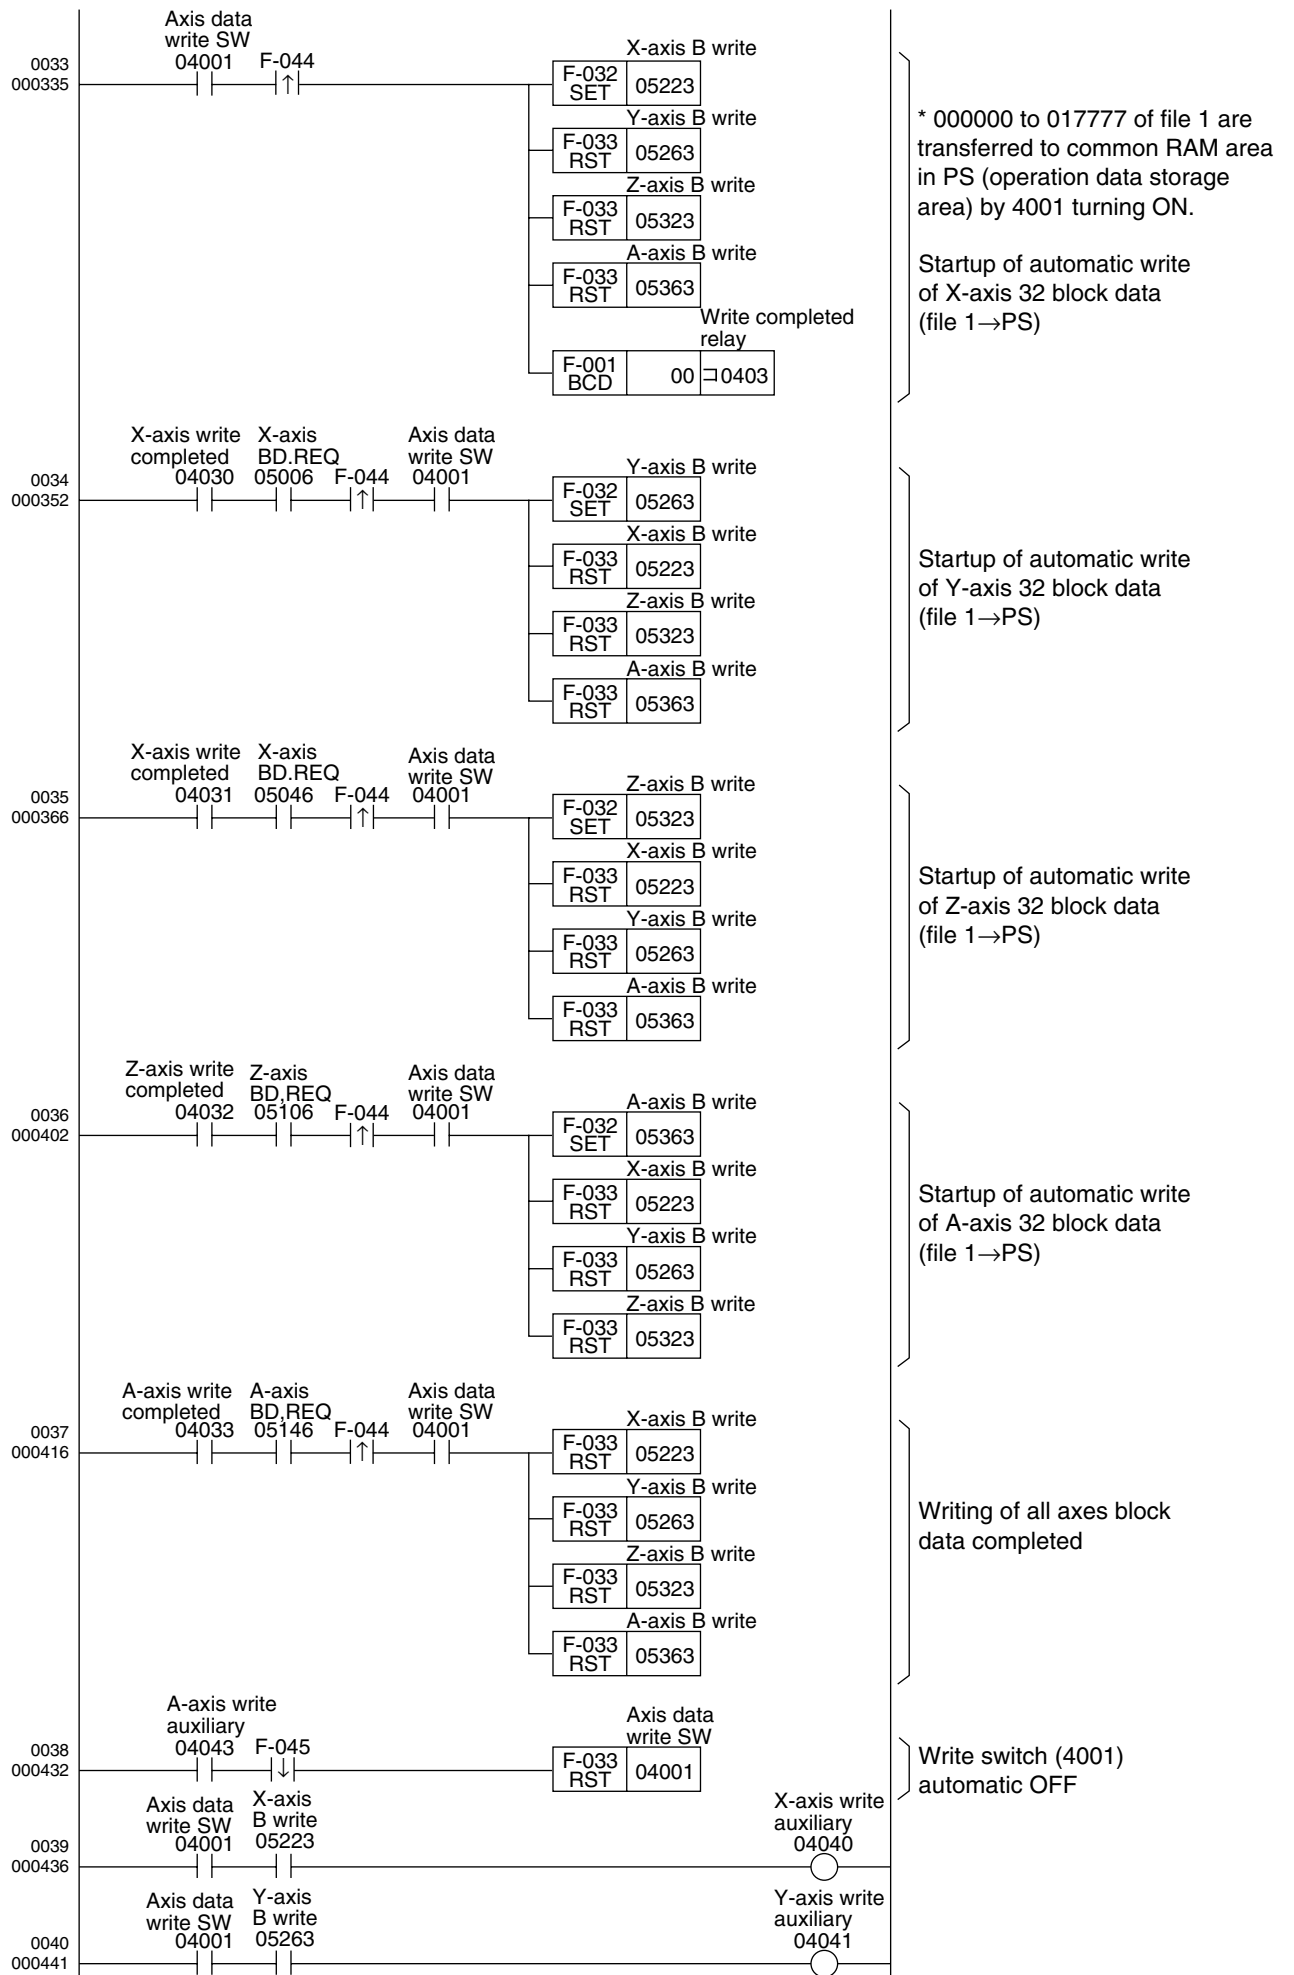 Axis data
write SW
04001 F-044
0033
000335
X-axis B write
F-032
SET
05223
Y-axis B write
F-033
RST
05263
Z-axis B write
F-033
RST
05323
A-axis B write
F-033
RST
05363
Write completed
relay
F-001
BCD
00
コ0403
↑
* 000000 to 017777 of file 1 are
transferred to common RAM area
in PS (operation data storage
area) by 4001 turning ON.
Startup of automatic write
of X-axis 32 block data
(file 1→PS)
X-axis write X-axis Axis data
completed BD.REQ write SW
04030 05006 F-044 04001
0034
000352
↑
Y-axis B write
F-032
SET
05263
X-axis B write
F-033
RST
05223
Z-axis B write
F-033
RST
05323
A-axis B write
F-033
RST
05363
Startup of automatic write
of Y-axis 32 block data
(file 1→PS)
X-axis write X-axis Axis data
completed BD.REQ write SW
04031 05046 F-044 04001
0035
000366
↑
Z-axis B write
F-032
SET
05323
X-axis B write
F-033
RST
05223
Y-axis B write
F-033
RST
05263
A-axis B write
F-033
RST
05363
Startup of automatic write
of Z-axis 32 block data
(file 1→PS)
Z-axis write Z-axis Axis data
completed BD,REQ write SW
04032 05106 F-044 04001
0036
000402
↑
A-axis B write
F-032
SET
05363
X-axis B write
F-033
RST
05223
Y-axis B write
F-033
RST
05263
Z-axis B write
F-033
RST
05323
Startup of automatic write
of A-axis 32 block data
(file 1→PS)
A-axis write A-axis Axis data
completed BD,REQ write SW
04033 05146 F-044 04001
0037
000416
↑
X-axis B write
F-033
RST
05223
Y-axis B write
F-033
RST
05263
Z-axis B write
F-033
RST
05323
A-axis B write
F-033
RST
05363
Writing of all axes block
data completed
A-axis write
auxiliary
04043 F-045
0038
000432
↓
Axis data
write SW
F-033
RST
04001
Write switch (4001)
automatic OFF
Axis data X-axis
write SW B write
04001 05223
0039
000436
X-axis write
auxiliary
04040
Axis data Y-axis
write SW B write
04001 05263
0040
000441
Y-axis write
auxiliary
04041